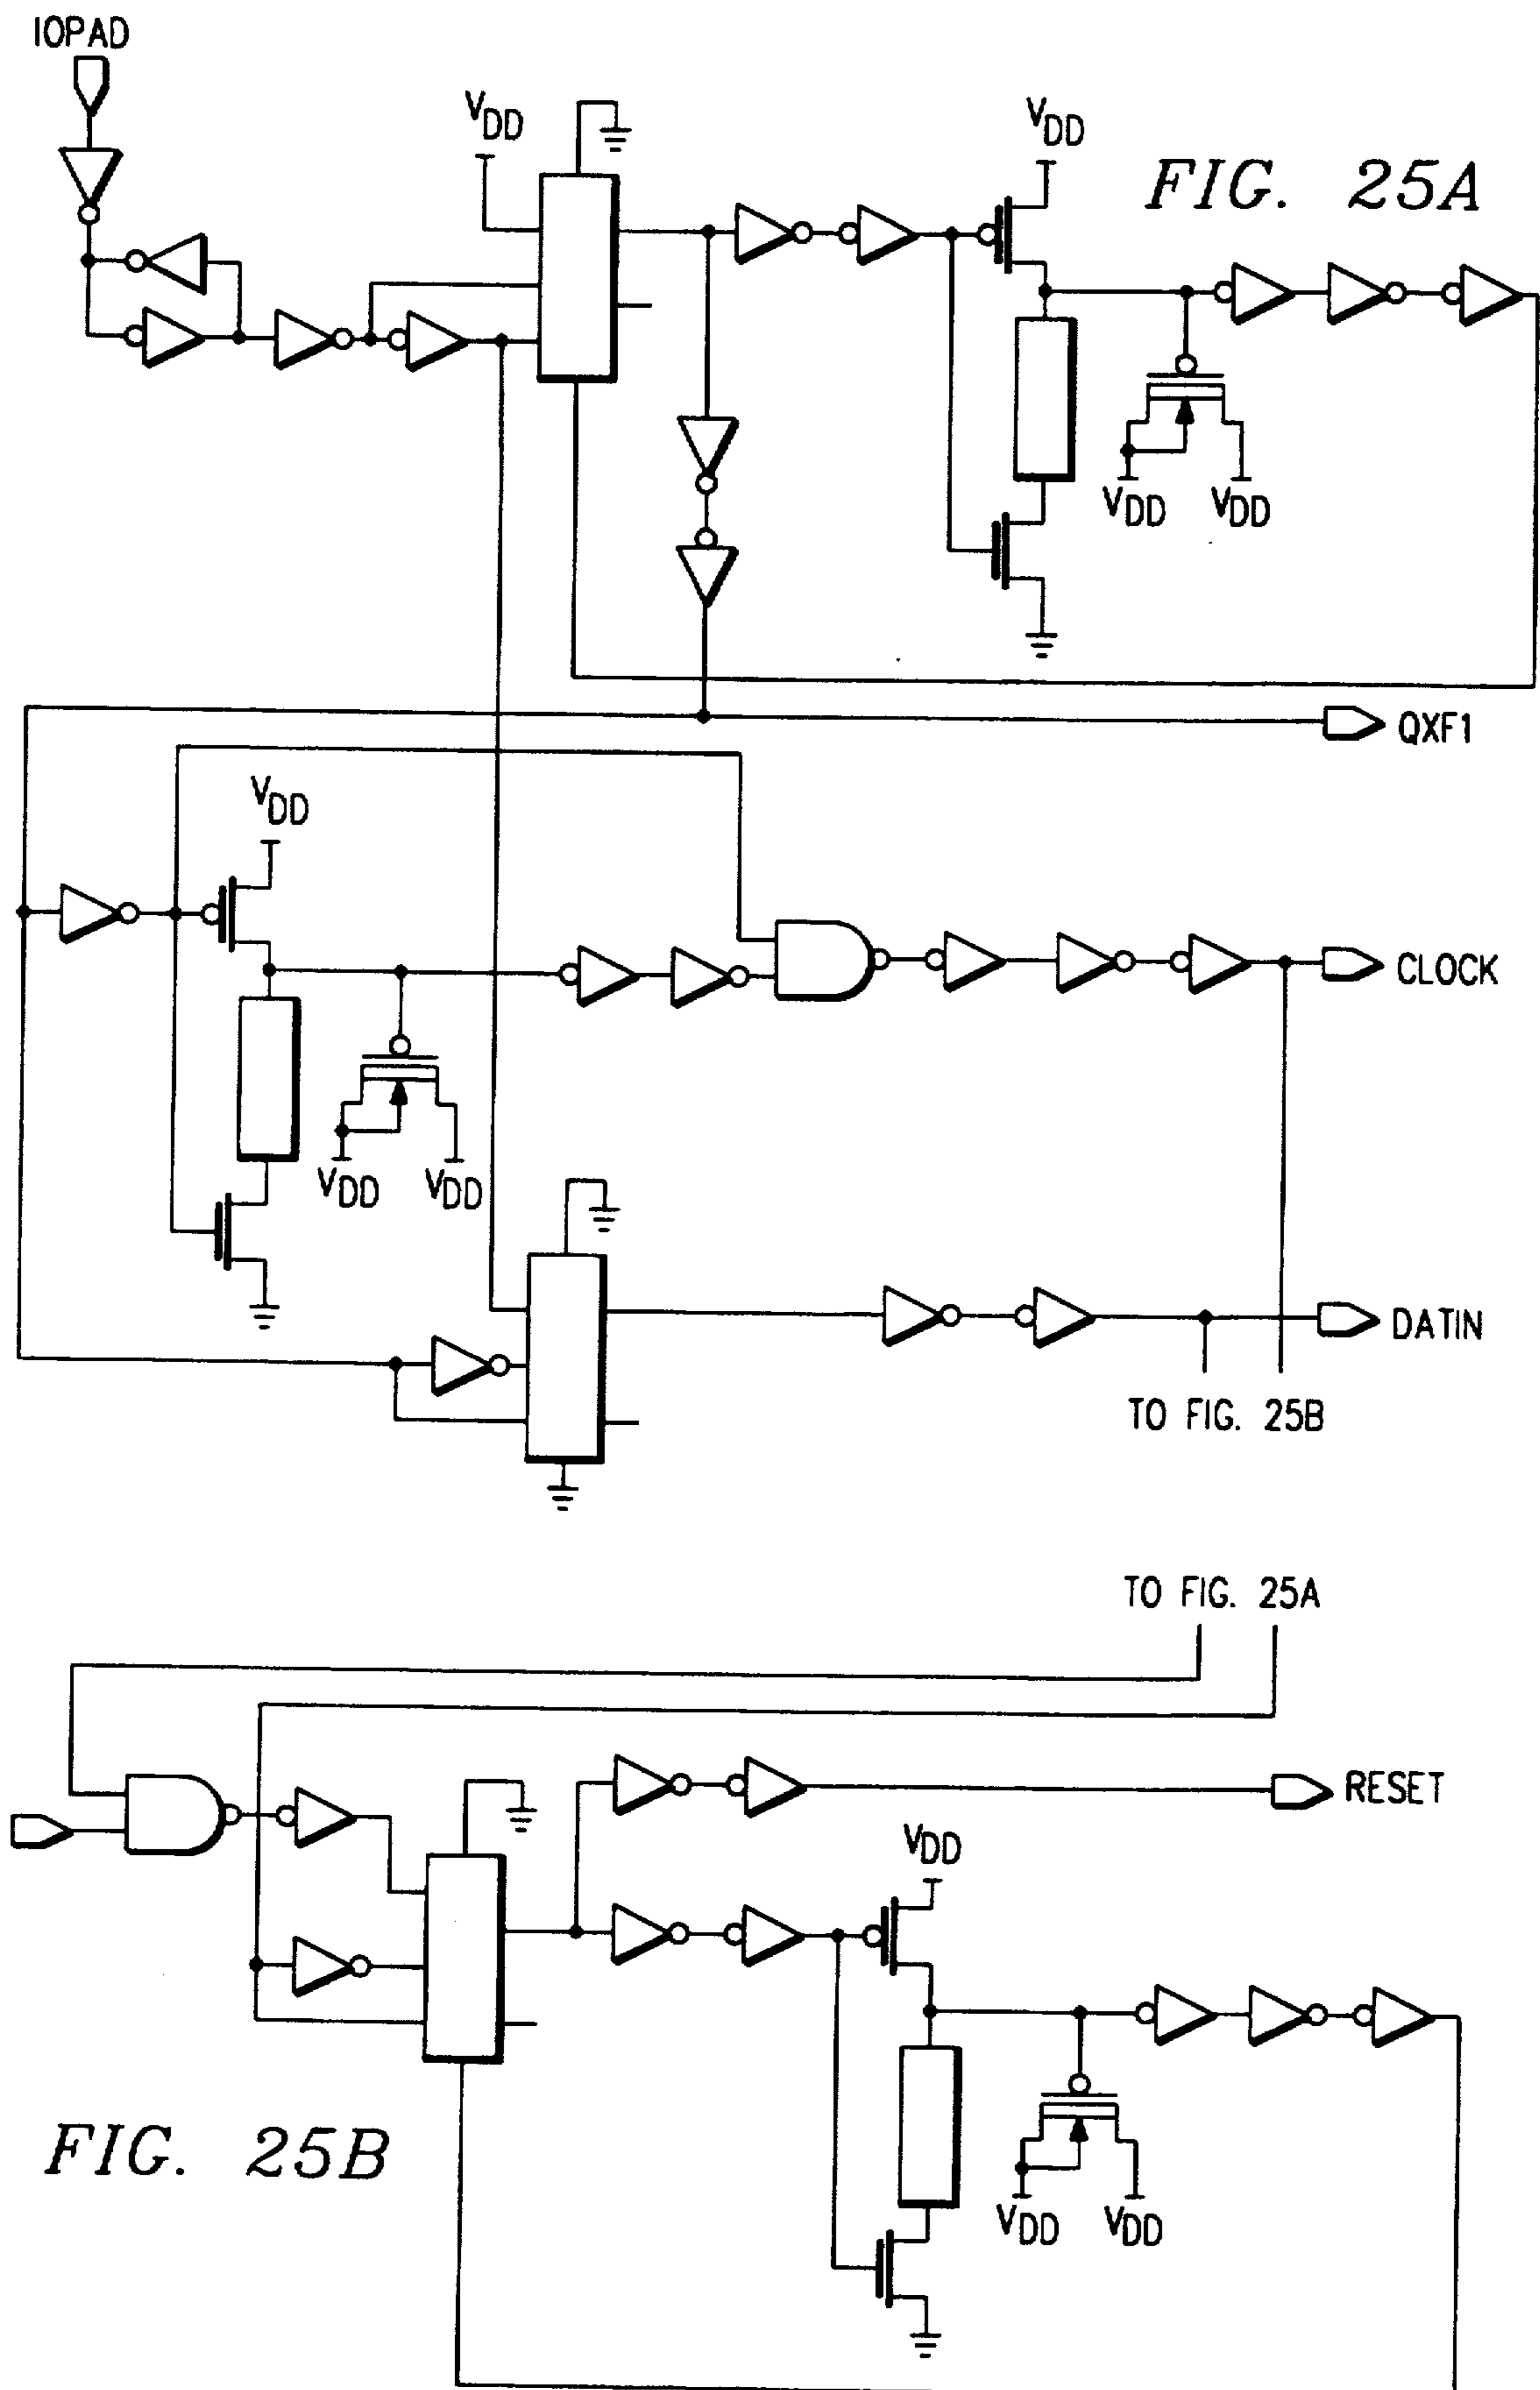 IOPAD
VDD
VDD
FIG. 25A
VDD
VDD
QXF1
VDD
CLOCK
VDD
VDD
DATIN
TO FIG. 25B
TO FIG. 25A
RESET
VDD
FIG. 25B
VDD
VDD